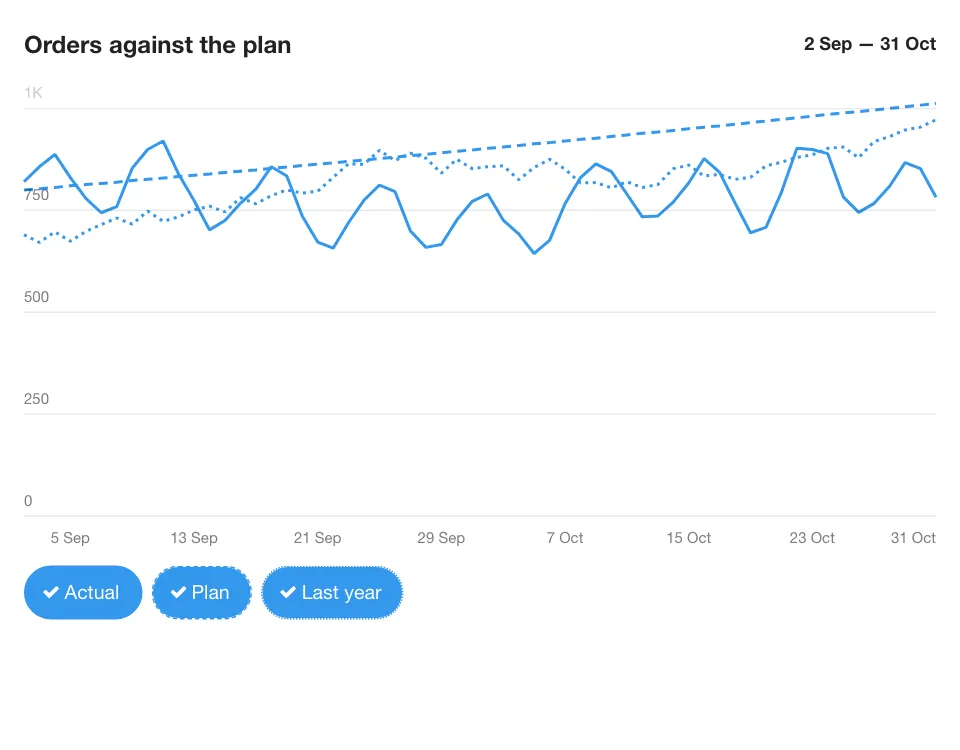 Orders against the plan
2 Sep — 31 Oct
1K
750
500
250
0
5 Sep 13 Sep 21 Sep 29 Sep 7 Oct 15 Oct 23 Oct 31 Oct
Actual Plan Last year